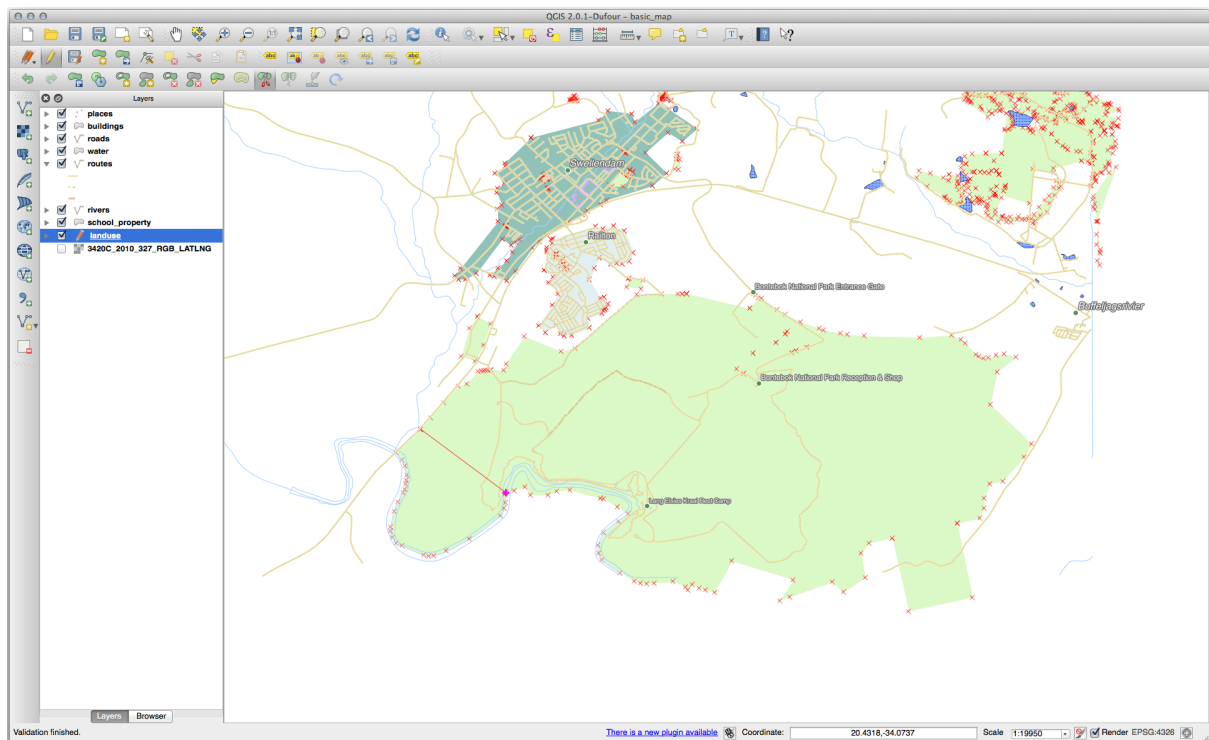 QGIS 2.0.1-Dufour - basic_map
Layers
places
buildings
roads
water
routes
rivers
school_property
landuse
3420C_2010_327_RGB_LATLNG
Swellendam
Railton
Bontebok National Park Entrance Gate
Buffeljagsrivier
Bontebok National Park Reception & Shop
Lang Elsies Kraal Rest Camp
Layers Browser
Validation finished.
There is a new plugin available
Coordinate: 20.4318,-34.0737
Scale 1:19950
Render EPSG:4326